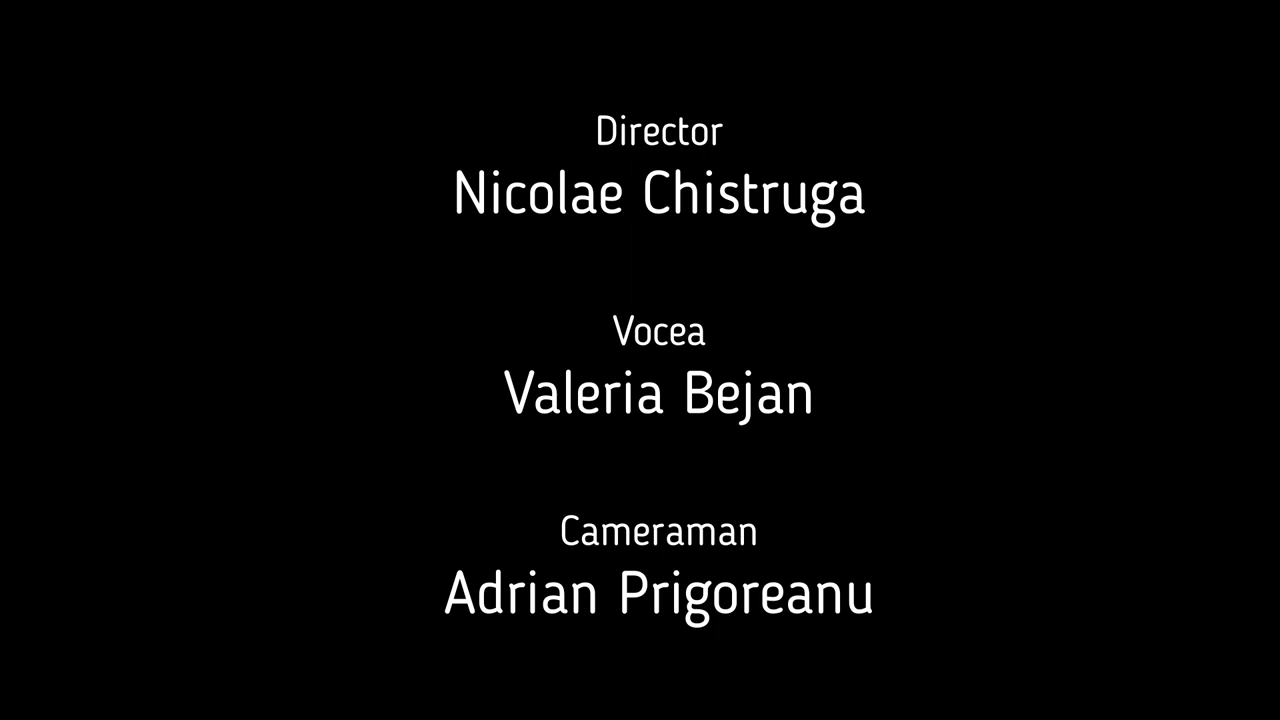 Director
Nicolae Chistruga
Vocea
Valeria Bejan
Cameraman
Adrian Prigoreanu